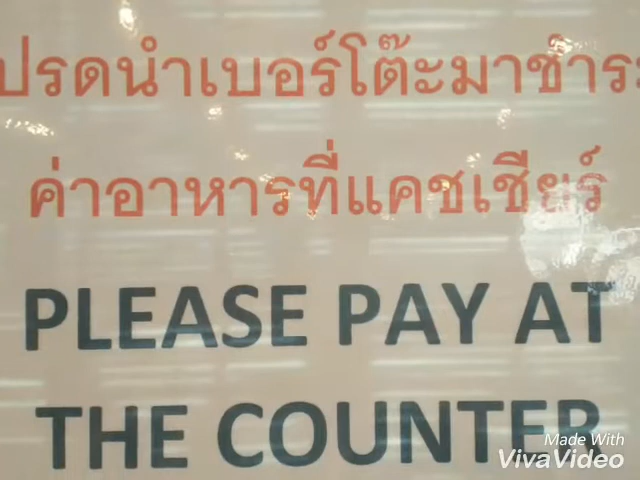 โปรดนำเบอร์โต๊ะมาชำระ
ค่าอาหารที่แคชเชียร์
PLEASE PAY AT
THE COUNTER
Made With
VivaVideo